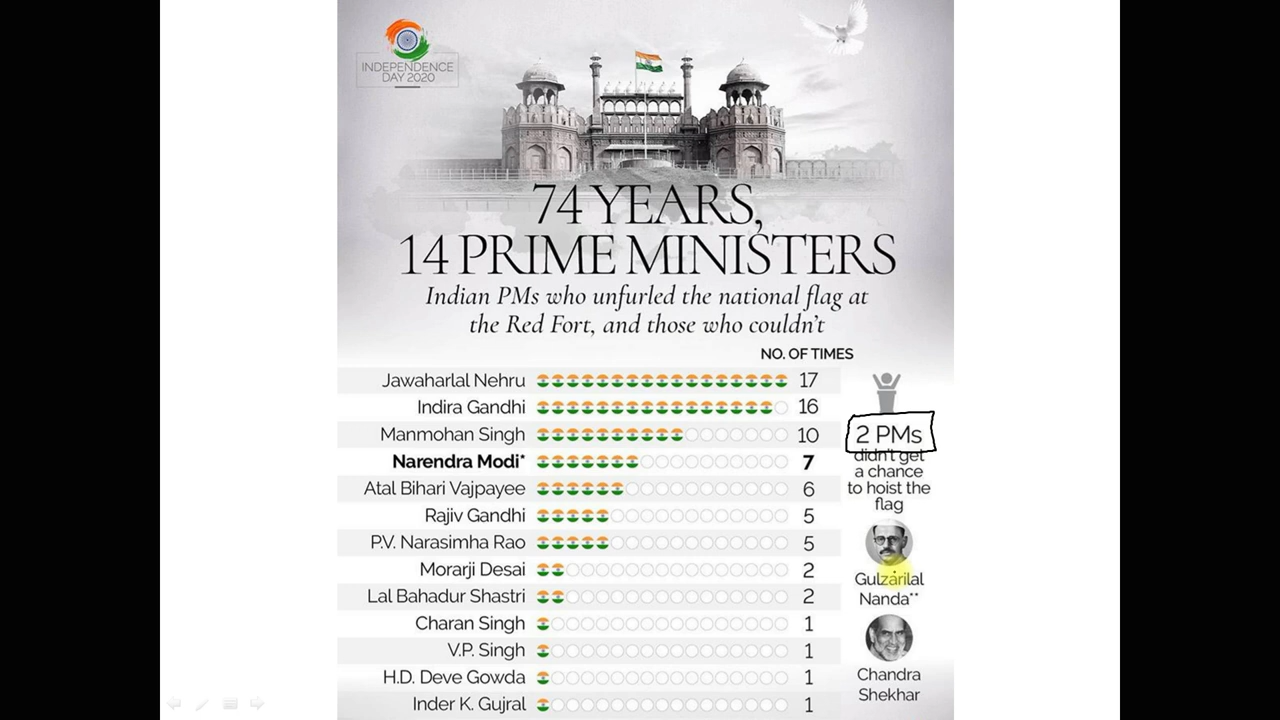 INDEPENDENCE
DAY 2020
74 YEARS,
14 PRIME MINISTERS
Indian PMs who unfurled the national flag at
the Red Fort, and those who couldn't
NO. OF TIMES
Jawaharlal Nehru 17
Indira Gandhi 16
Manmohan Singh 10
Narendra Modi* 7
Atal Bihari Vajpayee 6
Rajiv Gandhi 5
P.V. Narasimha Rao 5
Morarji Desai 2
Lal Bahadur Shastri 2
Charan Singh 1
V.P. Singh 1
H.D. Deve Gowda 1
Inder K. Gujral 1
2 PMs
didn't get
a chance
to hoist the
flag
Gulzarilal
Nanda**
Chandra
Shekhar